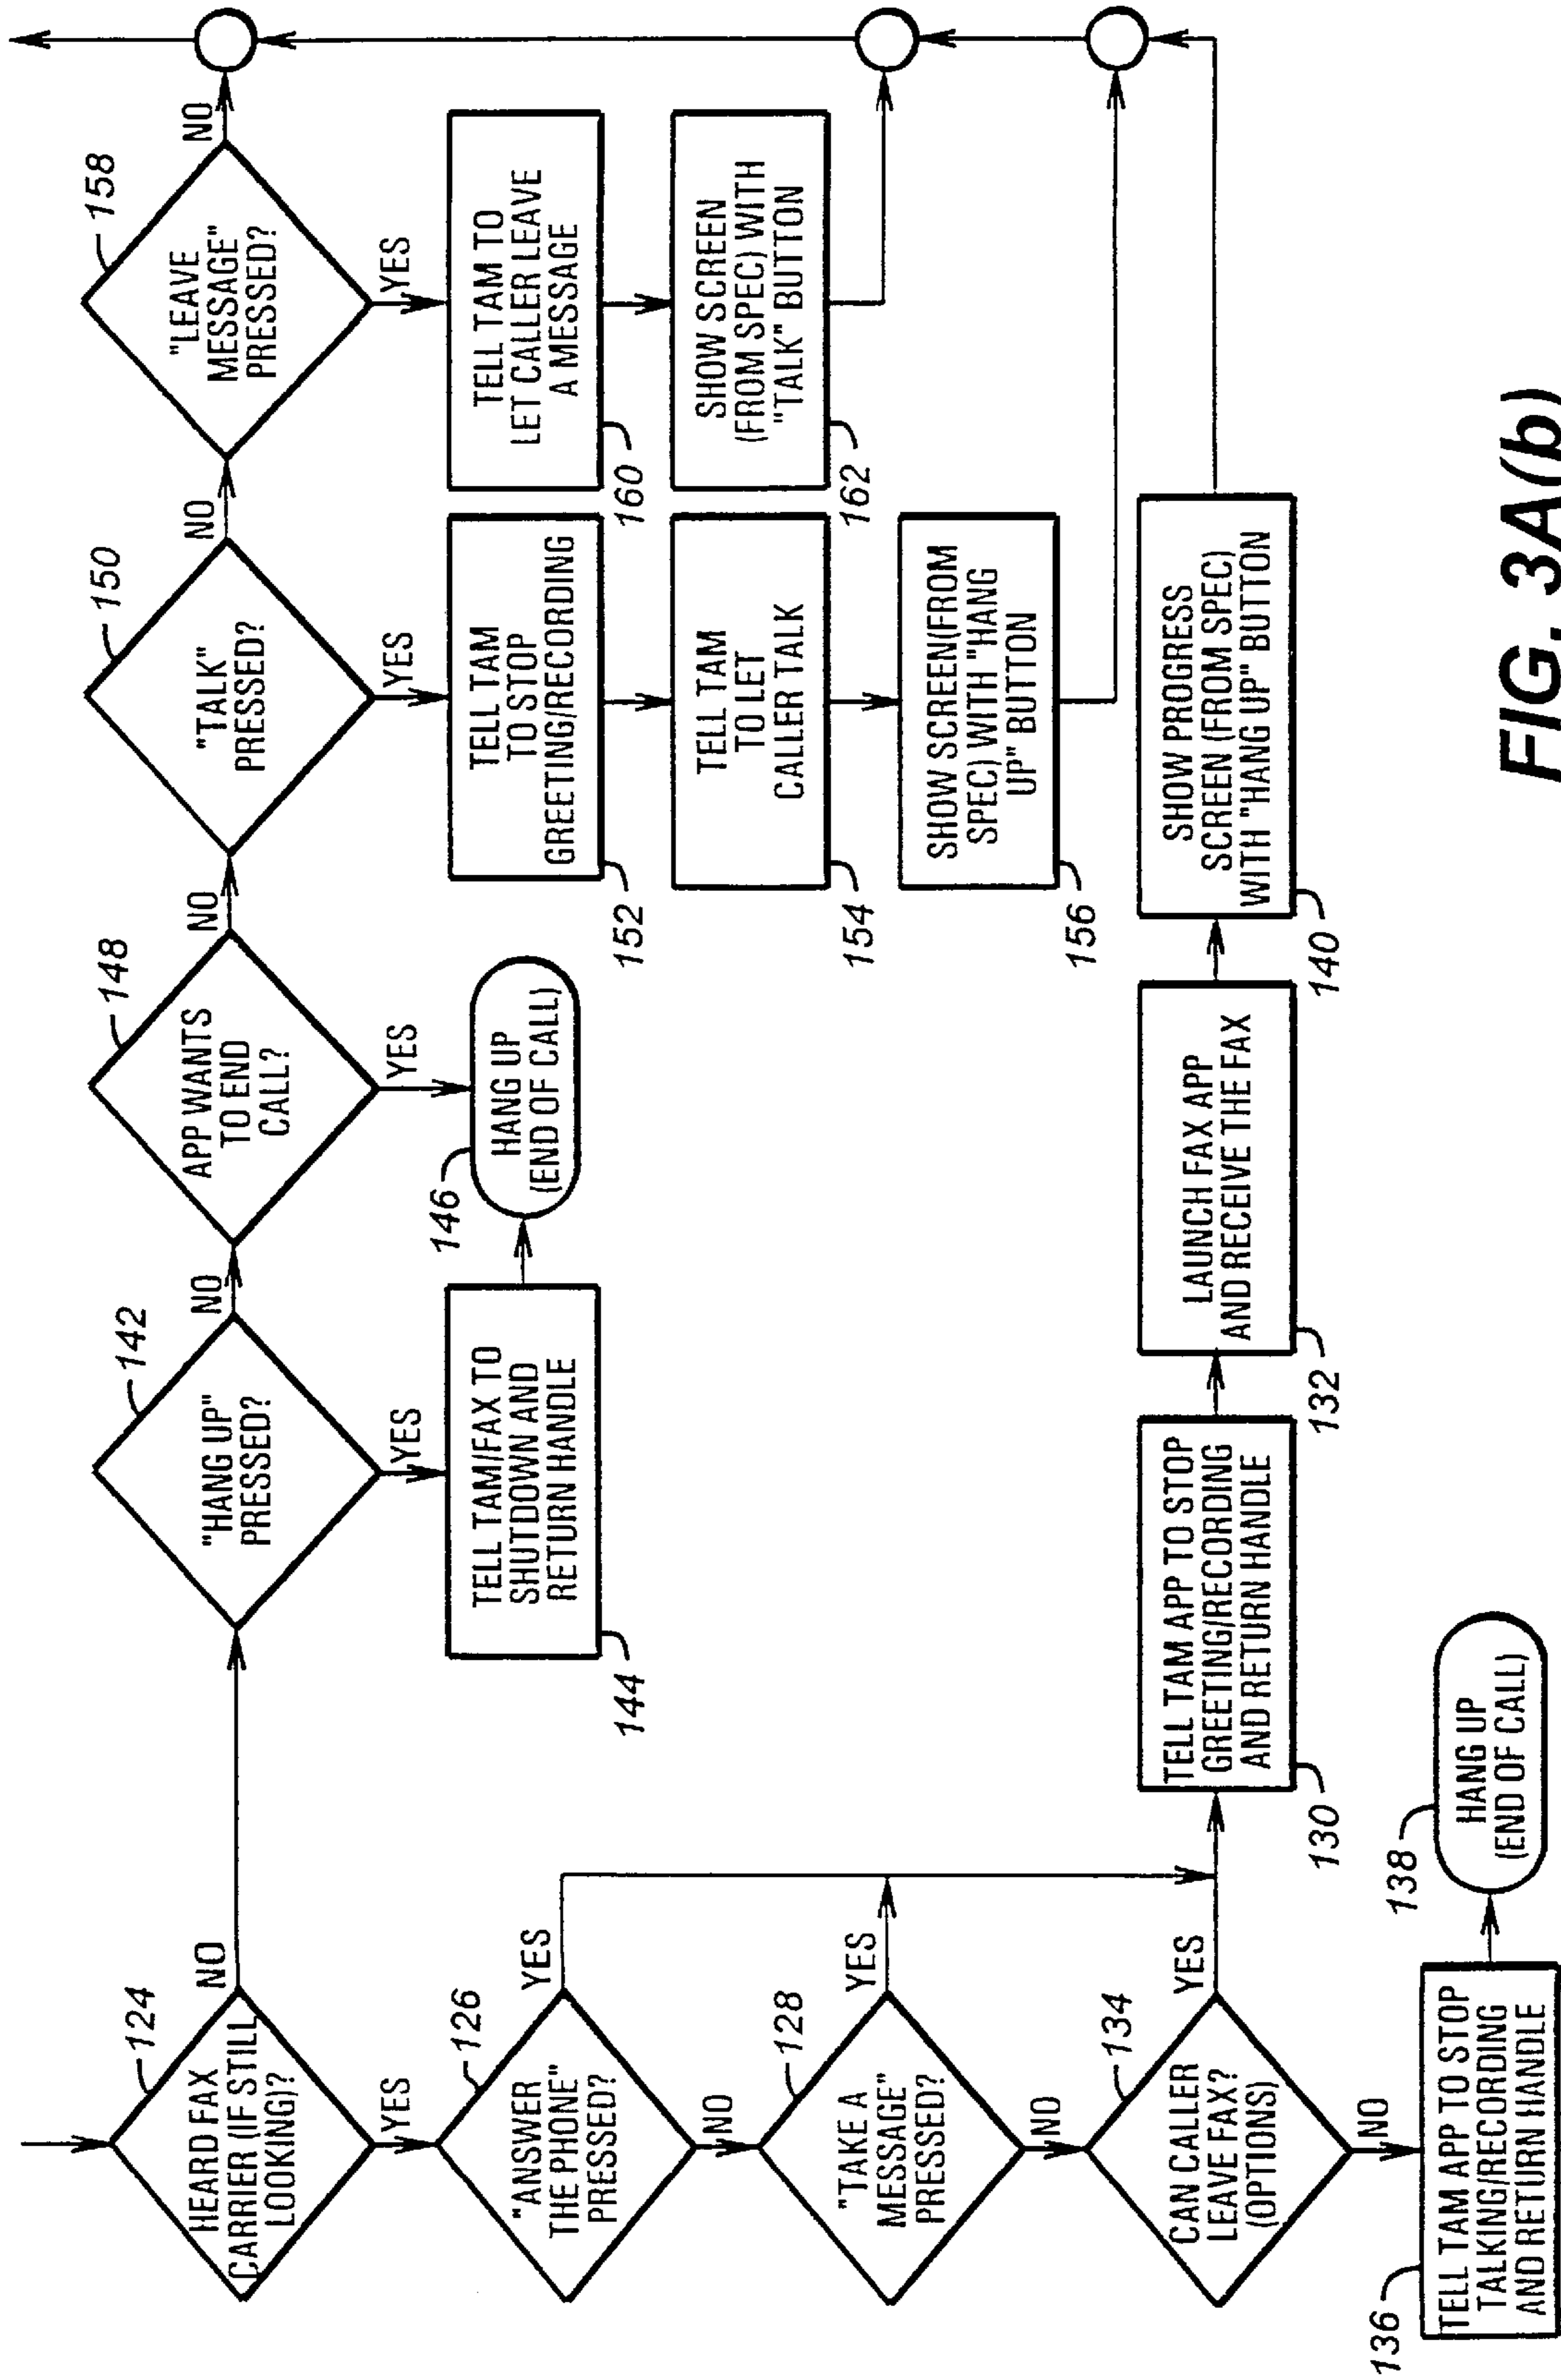 124
HEARD FAX
CARRIER (IF STILL
LOOKING)?
NO
YES
126
"ANSWER
THE PHONE"
PRESSED?
YES
NO
128
"TAKE A
MESSAGE"
PRESSED?
YES
NO
134
CAN CALLER
LEAVE FAX?
(OPTIONS)
YES
NO
136
TELL TAM APP TO STOP
TALKING/RECORDING
AND RETURN HANDLE
138
HANG UP
(END OF CALL)
130
TELL TAM APP TO STOP
GREETING/RECORDING
AND RETURN HANDLE
132
LAUNCH FAX APP
AND RECEIVE THE FAX
140
SHOW PROGRESS
SCREEN (FROM SPEC)
WITH "HANG UP" BUTTON
142
"HANG UP"
PRESSED?
NO
YES
144
TELL TAM/FAX TO
SHUTDOWN AND
RETURN HANDLE
146
HANG UP
(END OF CALL)
148
APP WANTS
TO END
CALL?
NO
YES
150
"TALK"
PRESSED?
NO
YES
152
TELL TAM
TO STOP
GREETING/RECORDING
154
TELL TAM
TO LET
CALLER TALK
156
SHOW SCREEN(FROM
SPEC) WITH "HANG
UP" BUTTON
158
"LEAVE
MESSAGE"
PRESSED?
NO
YES
160
TELL TAM TO
LET CALLER LEAVE
A MESSAGE
162
SHOW SCREEN
(FROM SPEC) WITH
"TALK" BUTTON
FIG. 3A(b)